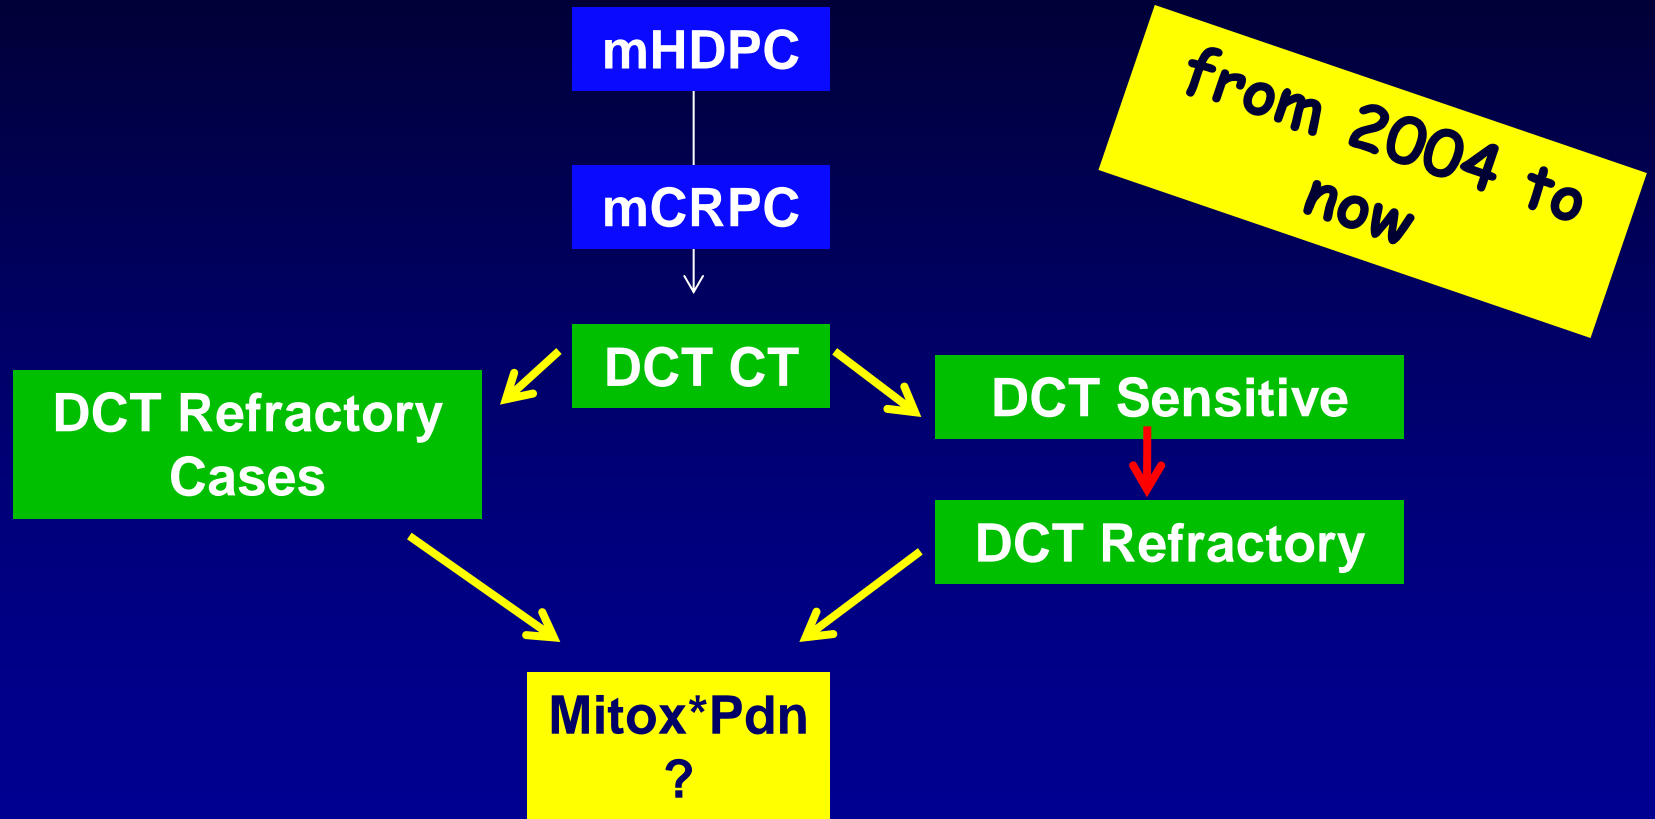 mHDPC
from 2004 to
now
mCRPC
DCT CT
DCT Refractory
Cases
DCT Sensitive
DCT Refractory
Mitox*Pdn
?